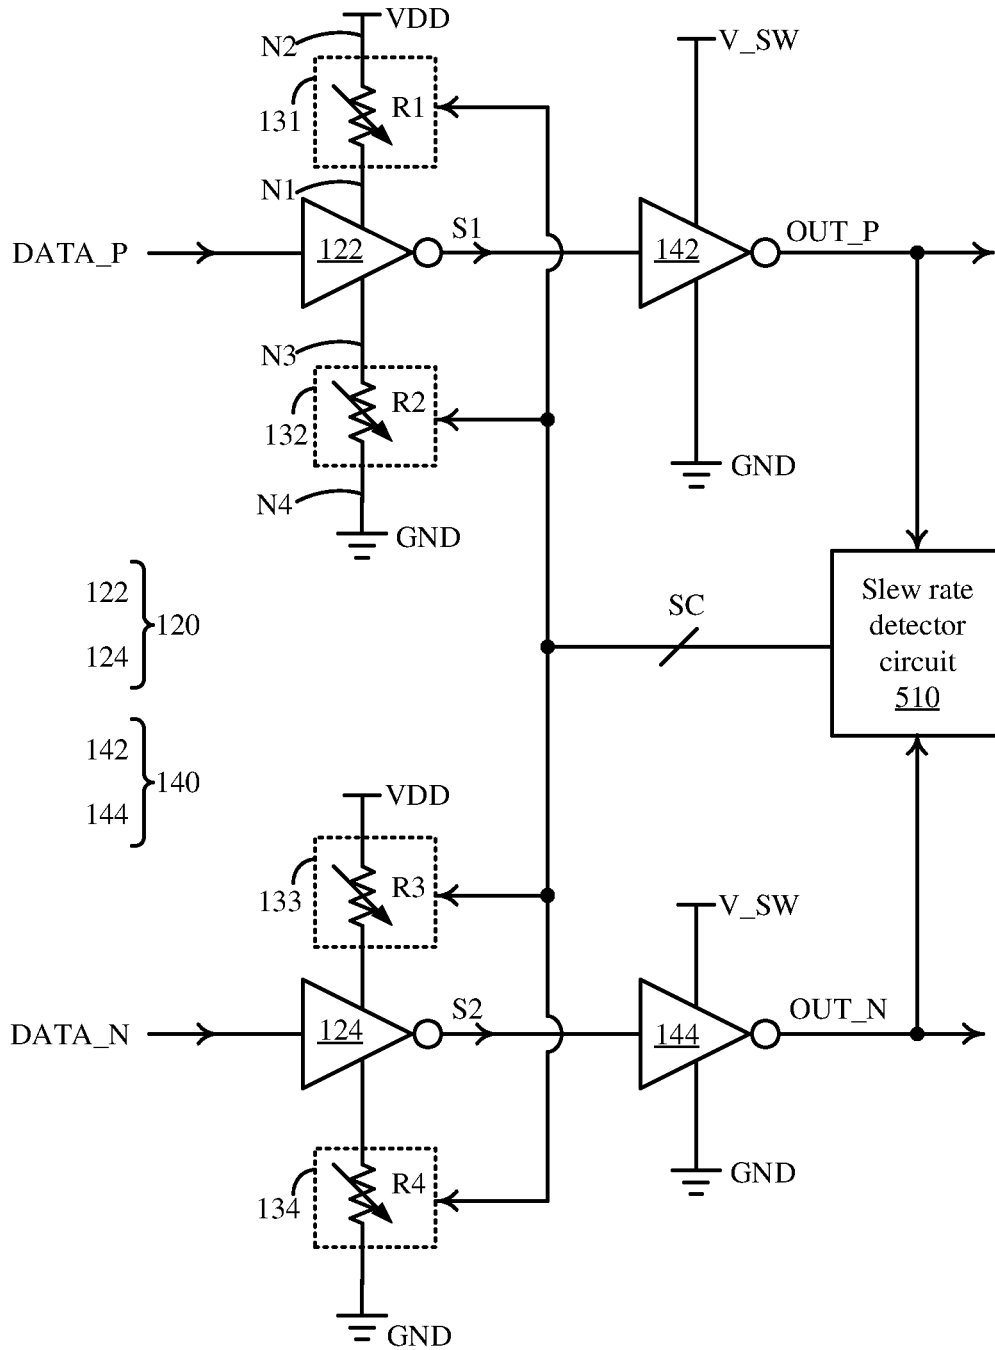 VDD
N2
V_SW
131
R1
N1
DATA_P
122
S1
142
OUT_P
N3
132
R2
GND
N4
GND
122
120
124
SC
Slew rate
detector
circuit
510
142
140
144
VDD
133
R3
V_SW
DATA_N
124
S2
144
OUT_N
134
R4
GND
GND